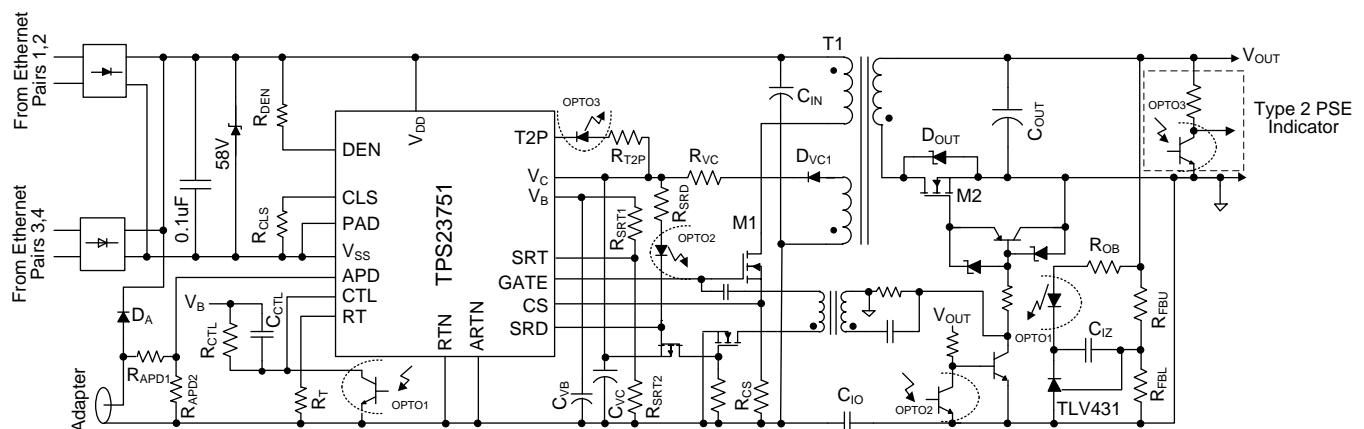 From Ethernet
Pairs 1,2
From Ethernet
Pairs 3,4
Adapter
0.1uF
58V
RDEN
RCLS
DA
RAPD1
RAPD2
VB
RCTL
CCTL
RT
OPTO1
TPS23751
VDD
DEN
CLS
PAD
VSS
APD
CTL
RT
RTN
ARTN
T2P
VC
VB
SRT
GATE
CS
SRD
OPTO3
RT2P
RVC
DVC1
RSRD
RSRT1
OPTO2
M1
CVB
CVC
RSRT2
RCS
T1
CIN
CIO
COUT
DOUT
M2
VOUT
OPTO2
ROB
OPTO1
CIZ
RFBU
RFBL
TLV431
VOUT
OPTO3
Type 2 PSE
Indicator